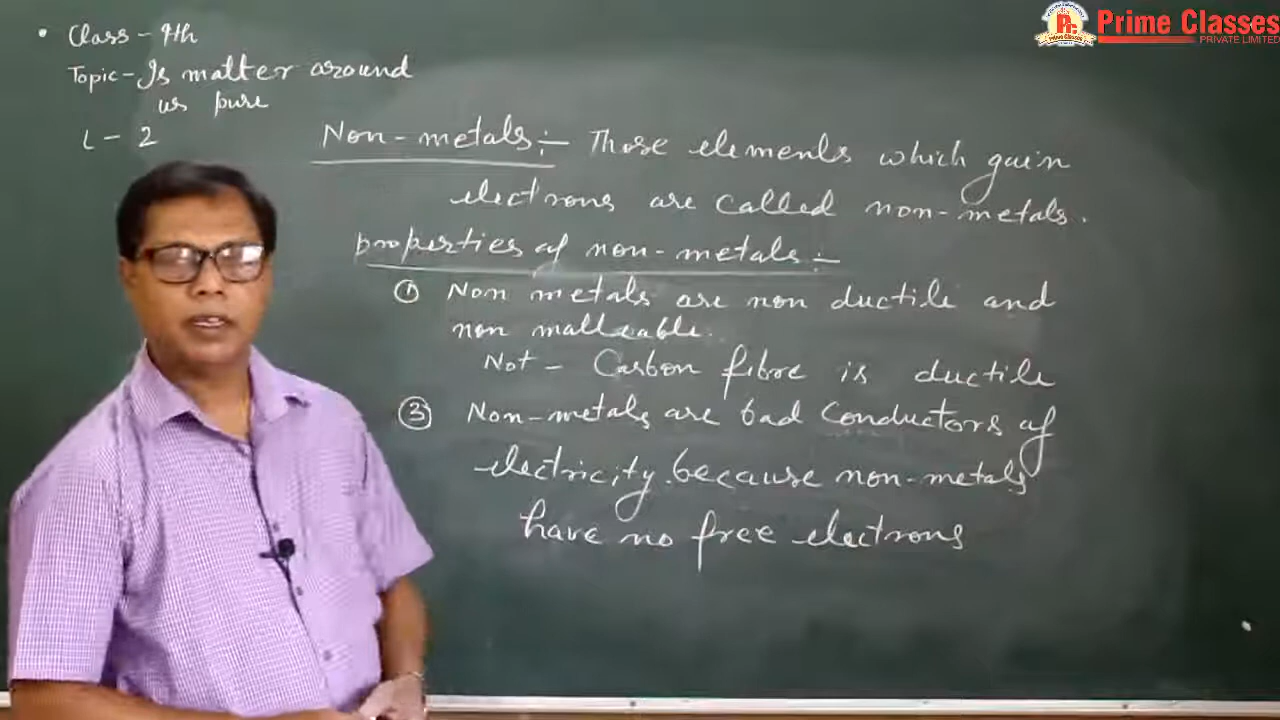 Prime Classes
PRIVATE LIMITED
• Class - 9th
Topic - Is matter around
us pure
L - 2
Non-metals :- Those elements which gain
electrons are called non-metals.
properties of non-metals :-
① Non metals are non ductile and
non malleable.
Not - Carbon fibre is ductile
③ Non-metals are bad conductors of
electricity because non-metals
have no free electrons